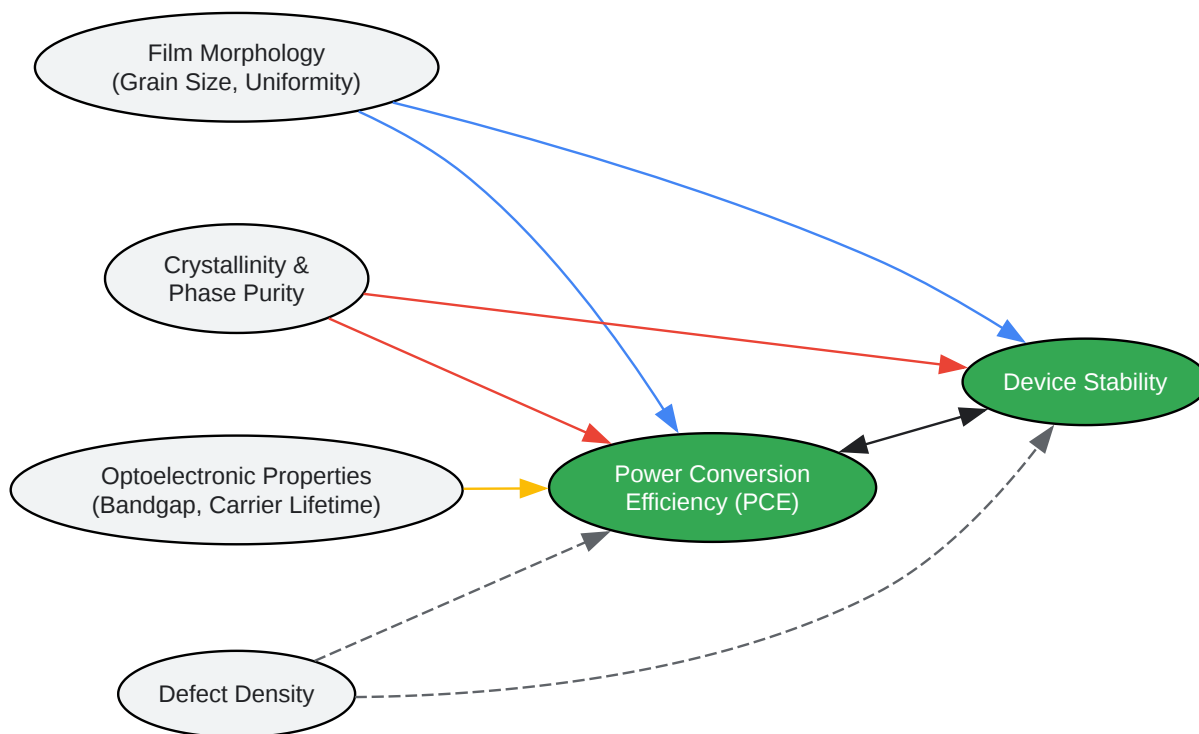 Film Morphology
(Grain Size, Uniformity)
Crystallinity &
Phase Purity
Device Stability
Optoelectronic Properties
(Bandgap, Carrier Lifetime)
Power Conversion
Efficiency (PCE)
Defect Density